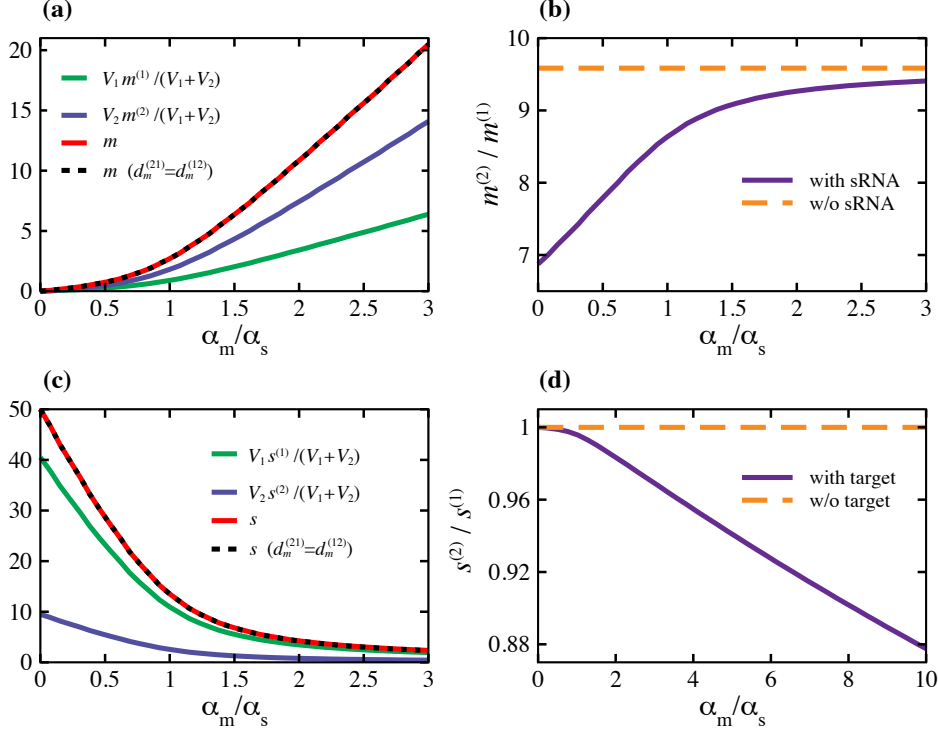 (a)
20
15
10
5
0
V₁ m⁽¹⁾ /(V₁+V₂)
V₂ m⁽²⁾ /(V₁+V₂)
m
m (dₘ⁽²¹⁾=dₘ⁽¹²⁾)
0 0.5 1 1.5 2 2.5 3
αₘ/αₛ
(b)
10
9
8
7
6
m⁽²⁾ / m⁽¹⁾
with sRNA
w/o sRNA
0 0.5 1 1.5 2 2.5 3
αₘ/αₛ
(c)
50
40
30
20
10
0
V₁ s⁽¹⁾ /(V₁+V₂)
V₂ s⁽²⁾ /(V₁+V₂)
s
s (dₘ⁽²¹⁾=dₘ⁽¹²⁾)
0 0.5 1 1.5 2 2.5 3
αₘ/αₛ
(d)
1
0.96
0.92
0.88
s⁽²⁾ / s⁽¹⁾
with target
w/o target
0 2 4 6 8 10
αₘ/αₛ